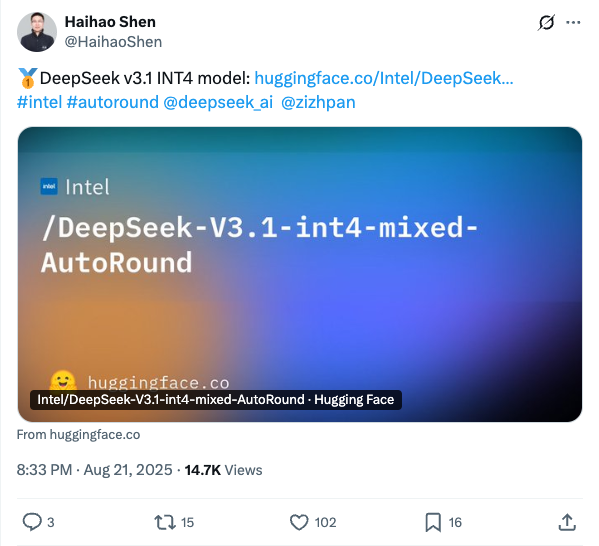 Haihao Shen
@HaihaoShen
🥇DeepSeek v3.1 INT4 model: huggingface.co/Intel/DeepSeek...
#intel #autoround @deepseek_ai @zizhpan
intel Intel
/DeepSeek-V3.1-int4-mixed-
AutoRound
huggingface.co
Intel/DeepSeek-V3.1-int4-mixed-AutoRound · Hugging Face
From huggingface.co
8:33 PM · Aug 21, 2025 · 14.7K Views
3 15 102 16